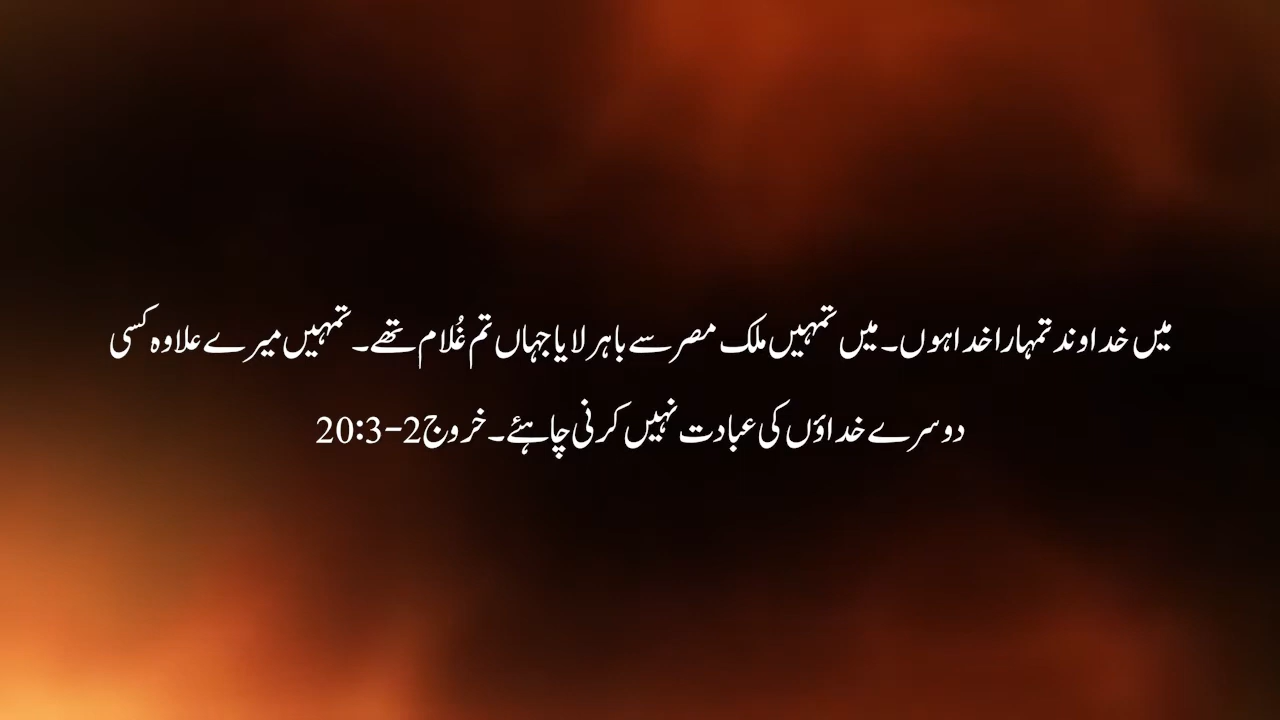 میں خداوند تمہارا خدا ہوں۔ میں تمہیں ملک مصر سے باہر لایا جہاں تم غُلام تھے۔ تمہیں میرے علاوہ کسی
دوسرے خداؤں کی عبادت نہیں کرنی چاہئے۔ خروج 2-20:3